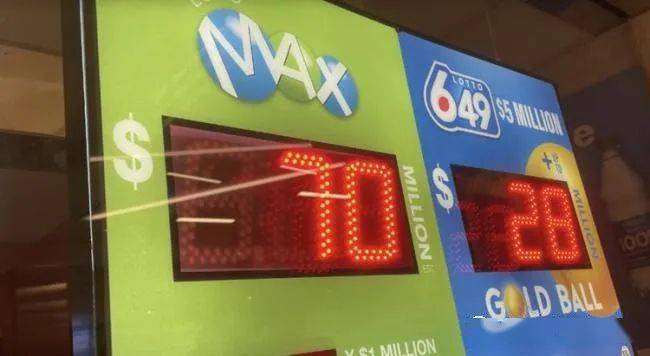 MAX
$ 70 MILLION
X $1 MILLION
LOTTO
649 $5 MILLION
+
$ 28 MILLION
GOLD BALL